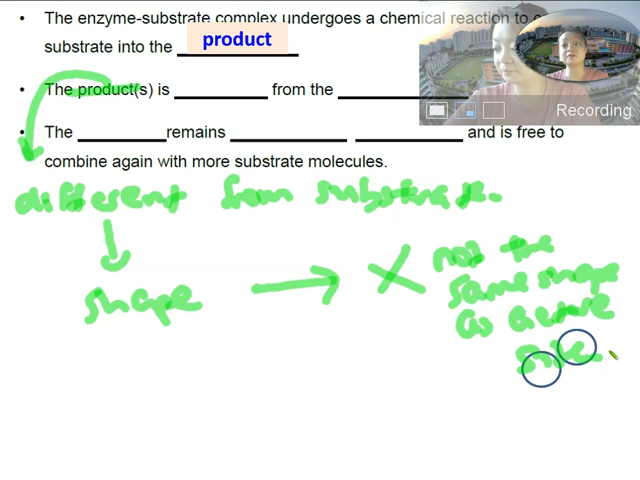 • The enzyme-substrate complex undergoes a chemical reaction to
substrate into the product
• The product(s) is __________ from the __________
• The __________ remains __________ __________ and is free to
combine again with more substrate molecules.
Recording
different from substrate.
shape → X not the
same shape
as active
site.